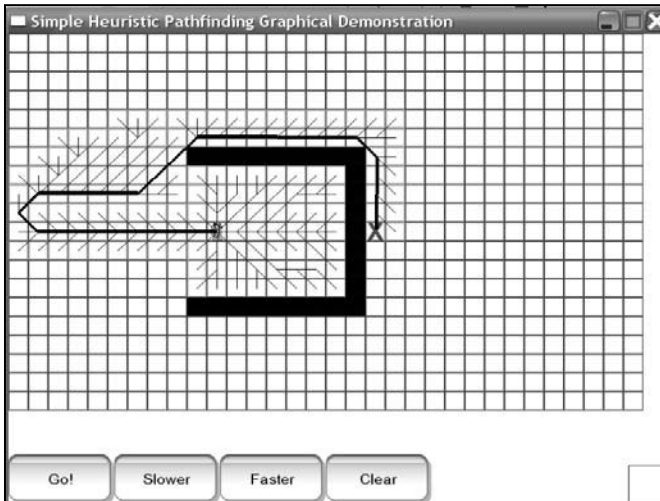 Simple Heuristic Pathfinding Graphical Demonstration
X
Go! Slower Faster Clear